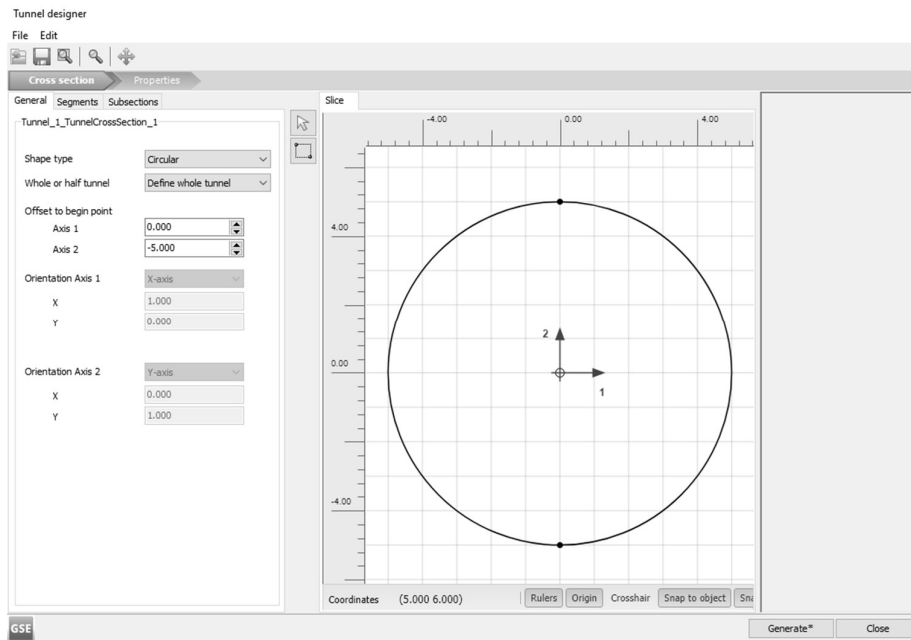 Tunnel designer
File Edit
Cross section Properties
General Segments Subsections
Tunnel_1_TunnelCrossSection_1
Shape type Circular
Whole or half tunnel Define whole tunnel
Offset to begin point
Axis 1 0.000
Axis 2 -5.000
Orientation Axis 1 X-axis
X 1.000
Y 0.000
Orientation Axis 2 Y-axis
X 0.000
Y 1.000
Slice
-4.00 0.00 4.00
4.00
2
0.00
1
-4.00
Coordinates (5.000 6.000) Rulers Origin Crosshair Snap to object Sna
GSE Generate* Close